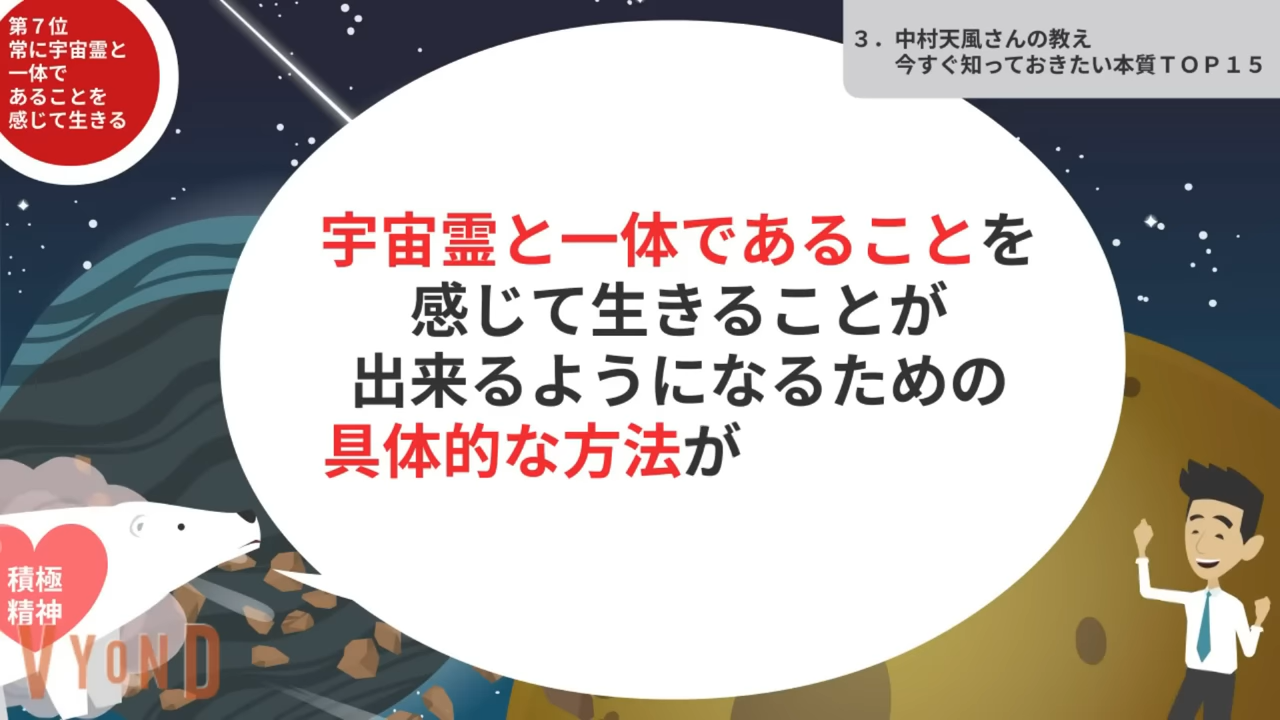 第７位
常に宇宙霊と
一体で
あることを
感じて生きる
３．中村天風さんの教え
今すぐ知っておきたい本質ＴＯＰ１５
宇宙霊と一体であることを
感じて生きることが
出来るようになるための
具体的な方法が
積極
精神
VYOND